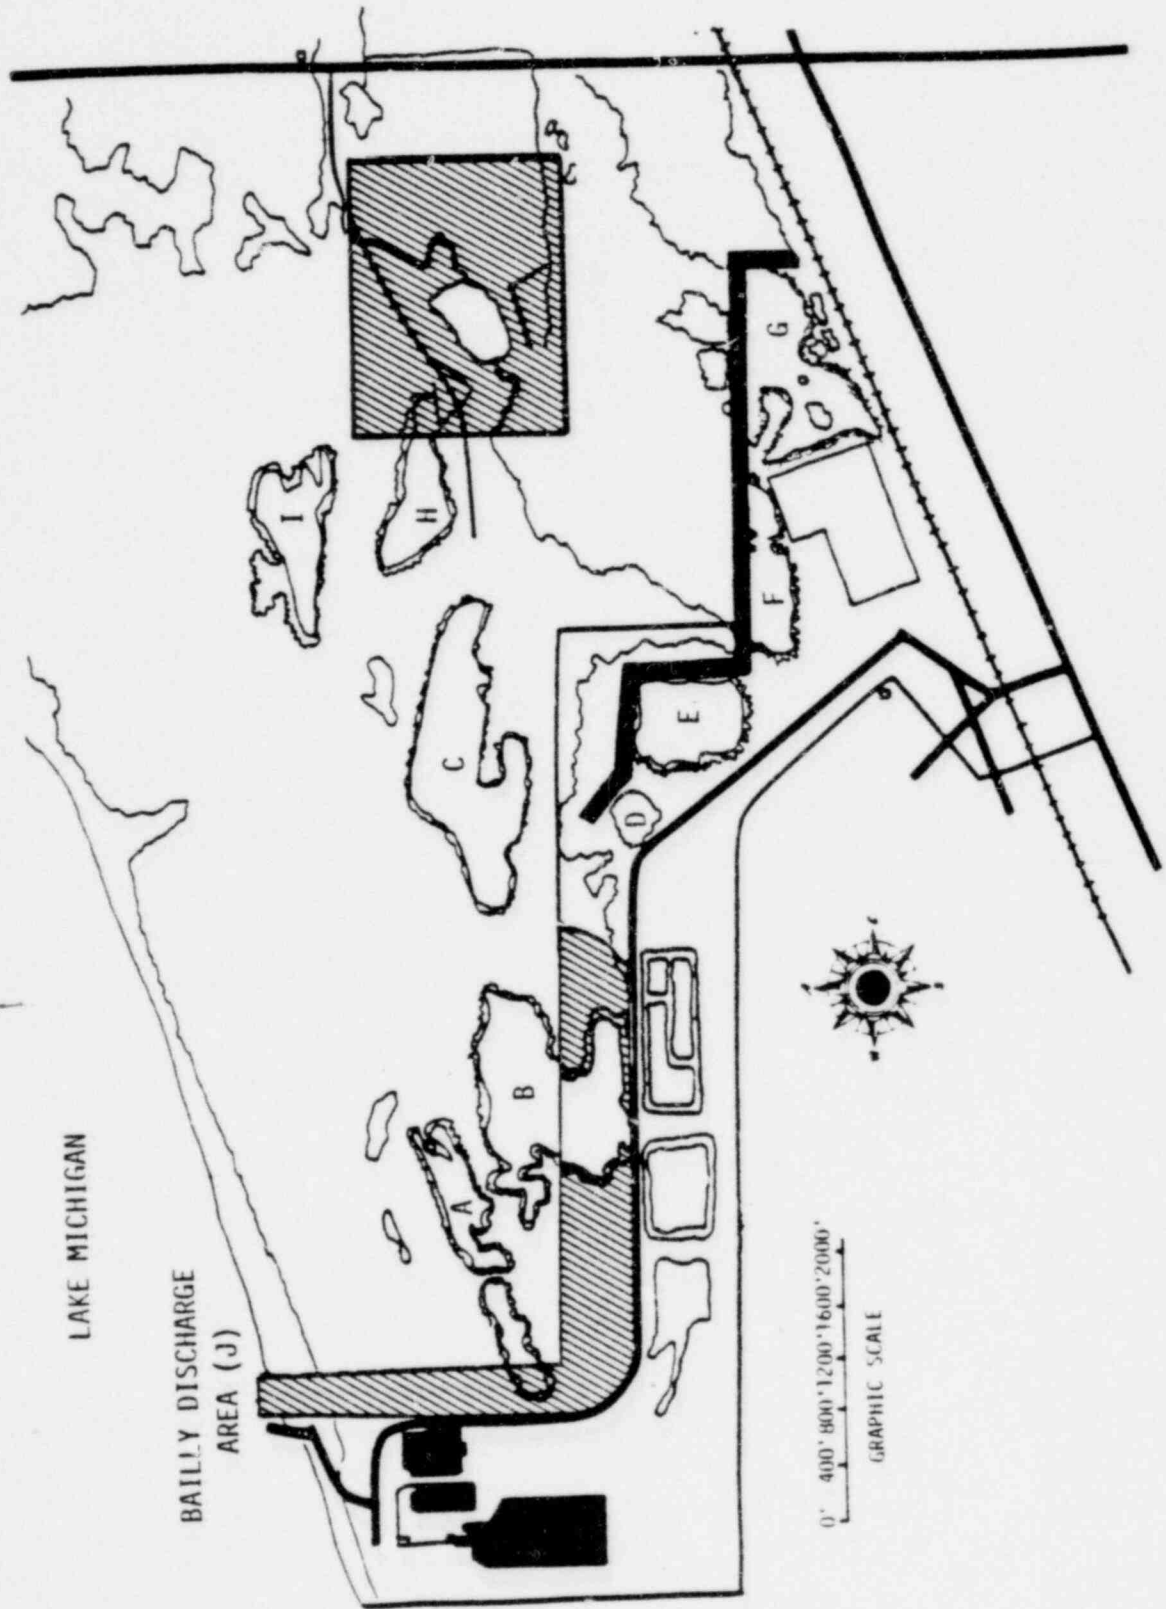 LAKE MICHIGAN
BAILLY DISCHARGE
AREA (J)
A
B
C
D
E
F
G
H
I
0' 400' 800' 1200' 1600' 2000'
GRAPHIC SCALE